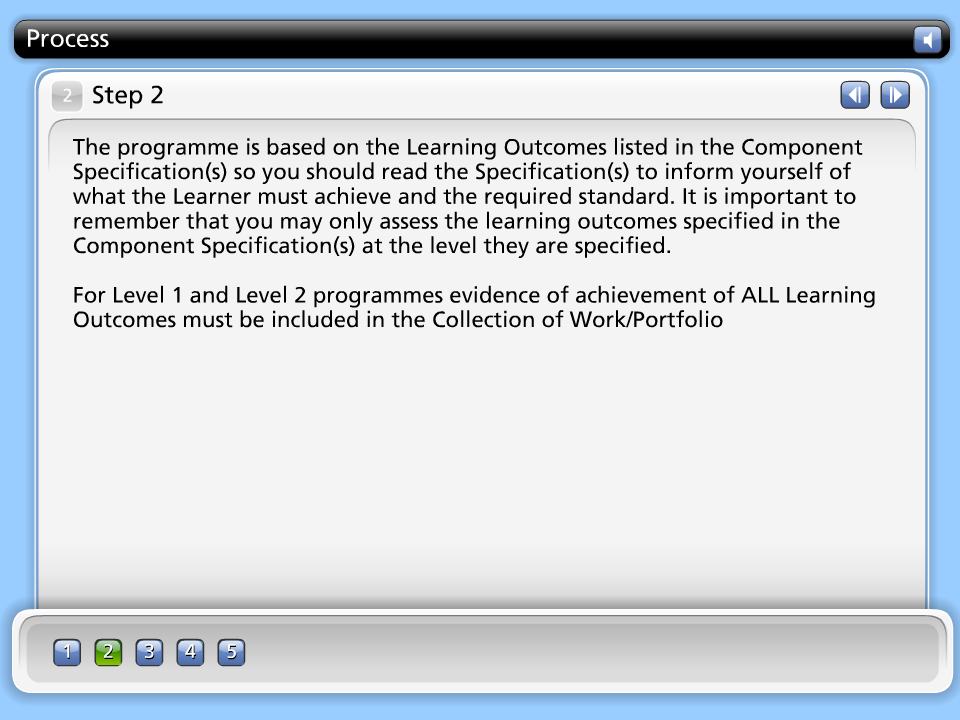 Process
2 Step 2
The programme is based on the Learning Outcomes listed in the Component
Specification(s) so you should read the Specification(s) to inform yourself of
what the Learner must achieve and the required standard. It is important to
remember that you may only assess the learning outcomes specified in the
Component Specification(s) at the level they are specified.
For Level 1 and Level 2 programmes evidence of achievement of ALL Learning
Outcomes must be included in the Collection of Work/Portfolio
1 2 3 4 5